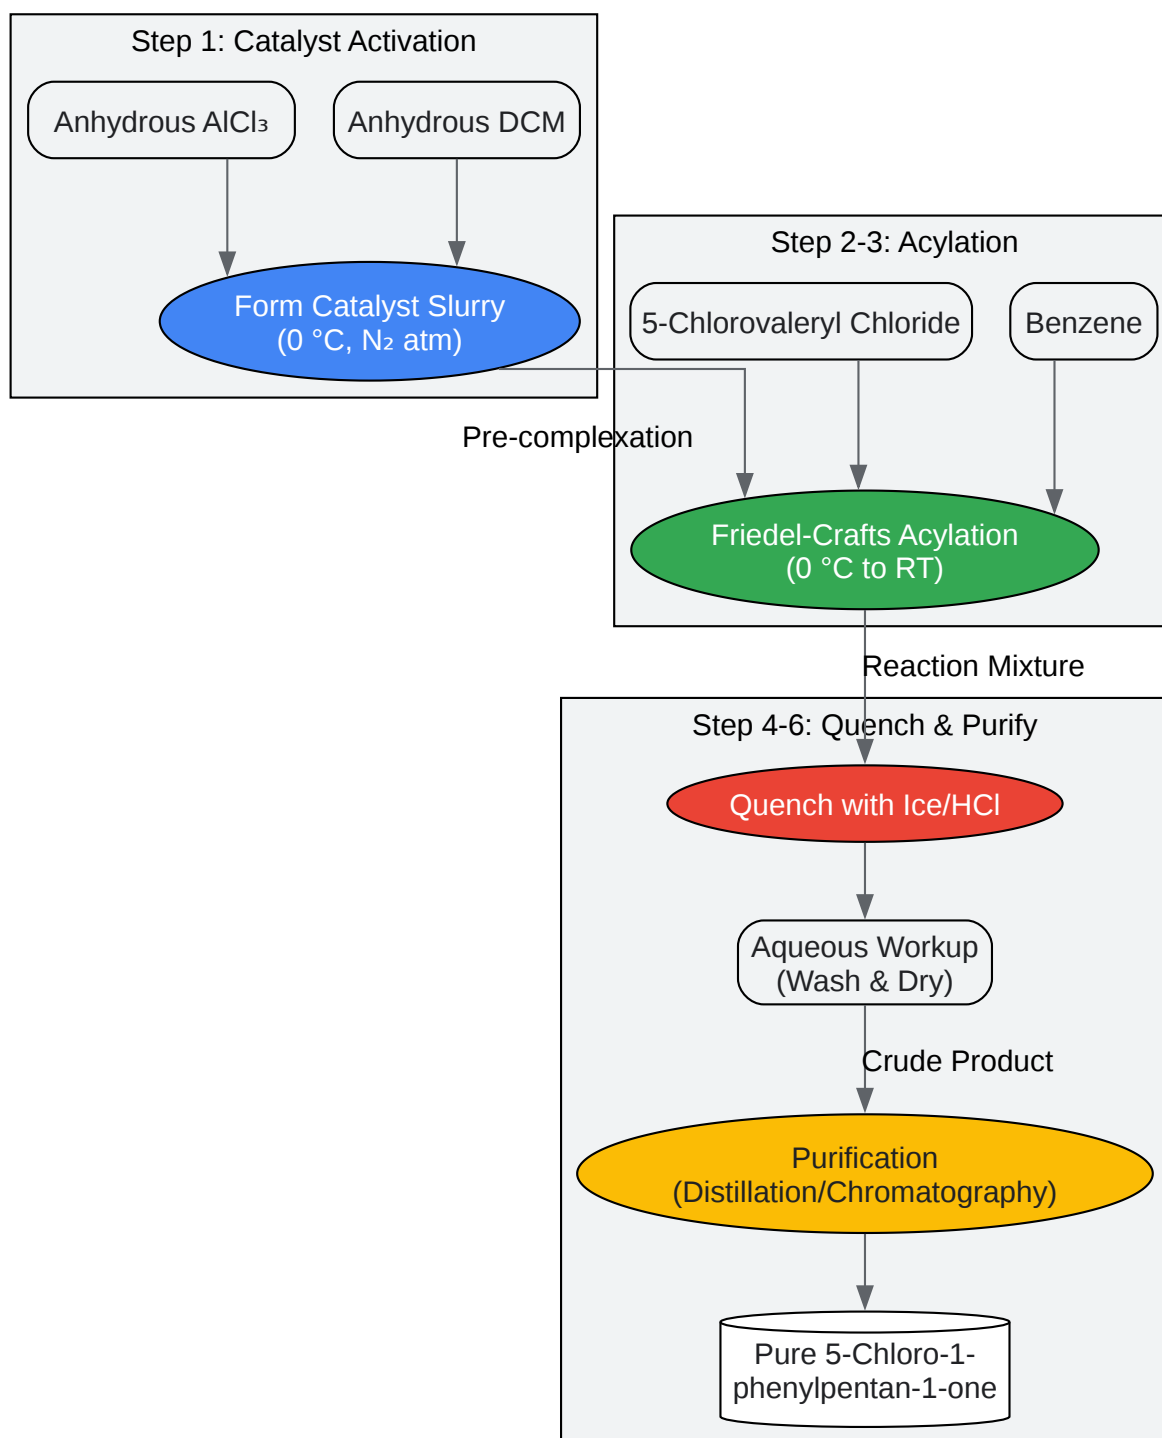 Step 1: Catalyst Activation
Anhydrous AlCl₃
Anhydrous DCM
Form Catalyst Slurry
(0 °C, N₂ atm)
Step 2-3: Acylation
5-Chlorovaleryl Chloride
Benzene
Pre-complexation
Friedel-Crafts Acylation
(0 °C to RT)
Reaction Mixture
Step 4-6: Quench & Purify
Quench with Ice/HCl
Aqueous Workup
(Wash & Dry)
Crude Product
Purification
(Distillation/Chromatography)
Pure 5-Chloro-1-
phenylpentan-1-one